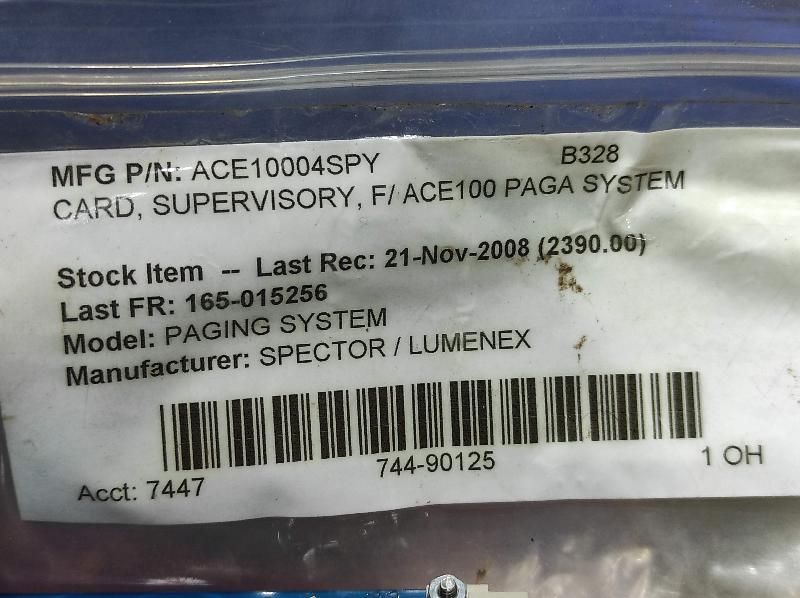 MFG P/N: ACE10004SPY B328
CARD, SUPERVISORY, F/ ACE100 PAGA SYSTEM
Stock Item -- Last Rec: 21-Nov-2008 (2390.00)
Last FR: 165-015256
Model: PAGING SYSTEM
Manufacturer: SPECTOR / LUMENEX
744-90125
Acct: 7447 1 OH